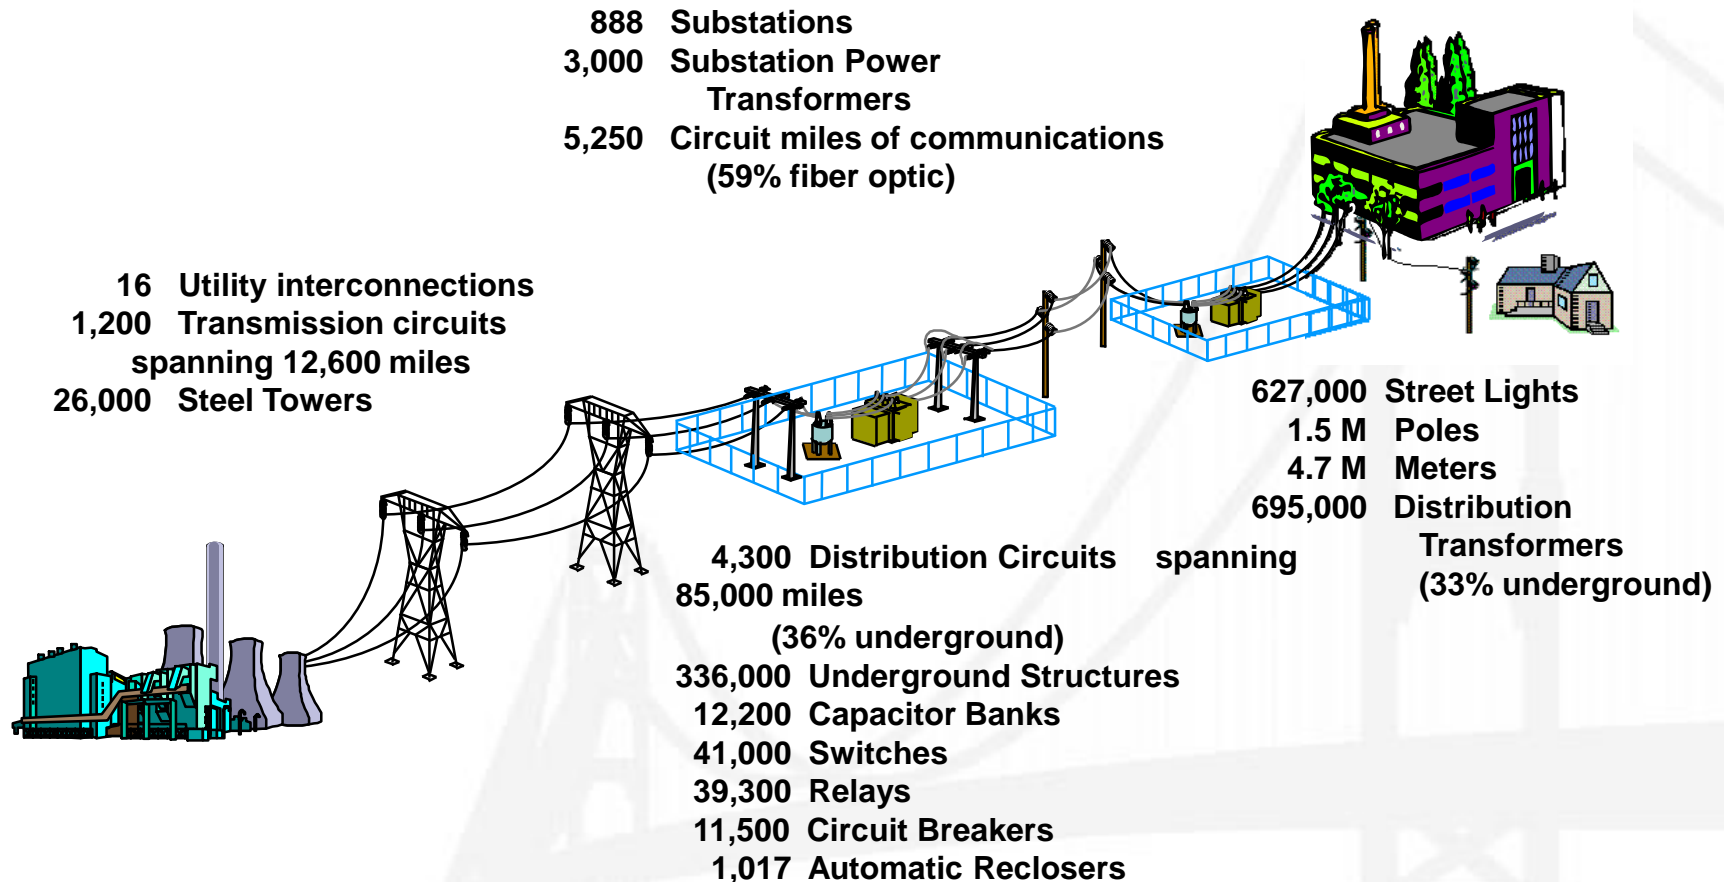 888 Substations
3,000 Substation Power
Transformers
5,250 Circuit miles of communications
(59% fiber optic)
16 Utility interconnections
1,200 Transmission circuits
spanning 12,600 miles
26,000 Steel Towers
627,000 Street Lights
1.5 M Poles
4.7 M Meters
695,000 Distribution
Transformers
(33% underground)
4,300 Distribution Circuits spanning
85,000 miles
(36% underground)
336,000 Underground Structures
12,200 Capacitor Banks
41,000 Switches
39,300 Relays
11,500 Circuit Breakers
1,017 Automatic Reclosers